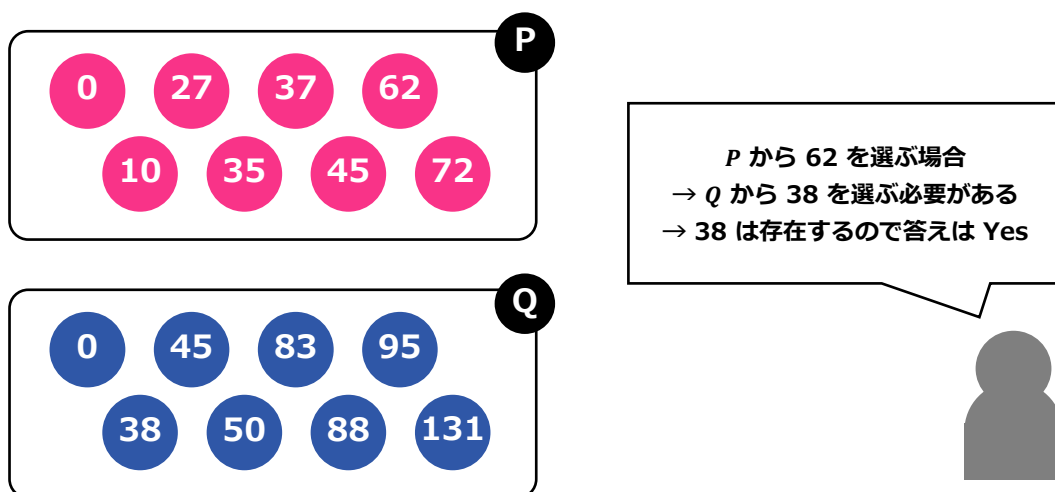 P
0 27 37 62
10 35 45 72
P から 62 を選ぶ場合
→ Q から 38 を選ぶ必要がある
→ 38 は存在するので答えは Yes
Q
0 45 83 95
38 50 88 131